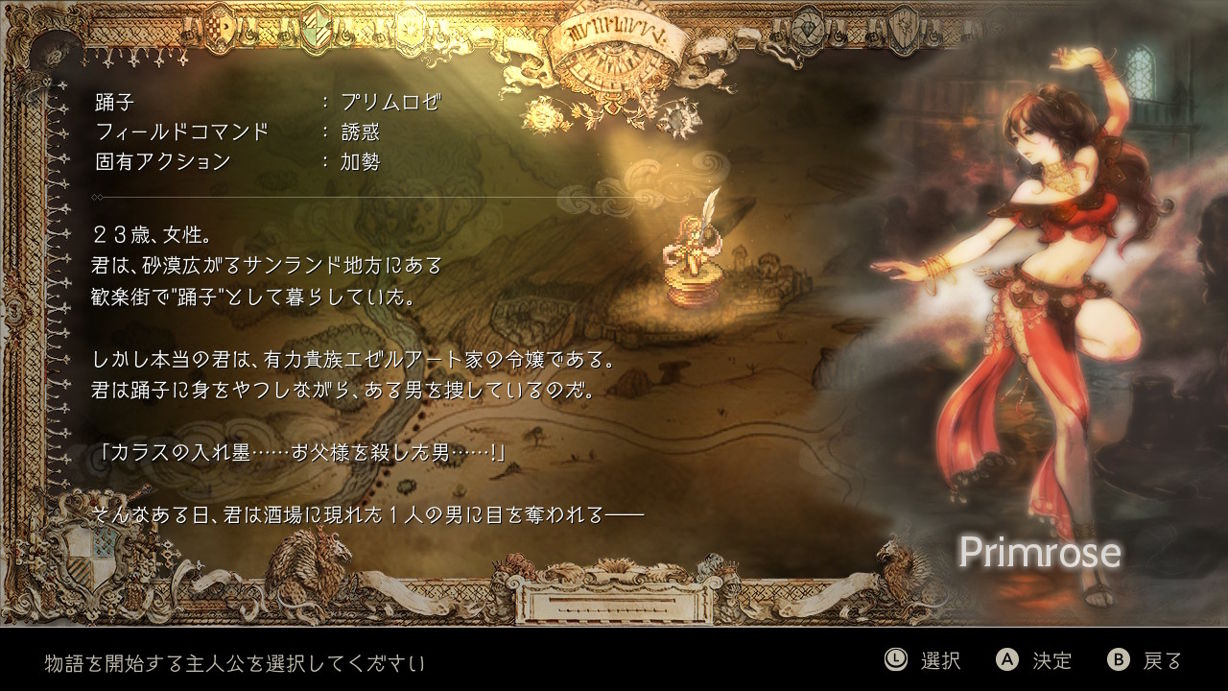 踊子 : プリムロゼ
フィールドコマンド : 誘惑
固有アクション : 加勢
２３歳、女性。
君は、砂漠広がるサンランド地方にある
歓楽街で"踊子"として暮らしていた。
しかし本当の君は、有力貴族エゼルアート家の令嬢である。
君は踊子に身をやつしながら、ある男を捜しているのだ。
「カラスの入れ墨……お父様を殺した男……!」
そんなある日、君は酒場に現れた１人の男に目を奪われる――
Primrose
物語を開始する主人公を選択してください
L 選択 A 決定 B 戻る